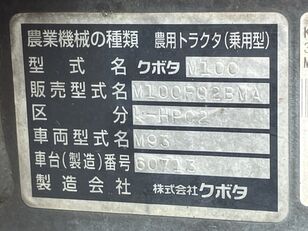 農業機械の種類 農用トラクタ(乗用型)
型式名 クボタ M100
販売型式名 M100FQ2BMA
区分 K-HPC2
車両型式名 M93
車台(製造)番号 60713
製造会社 株式会社クボタ